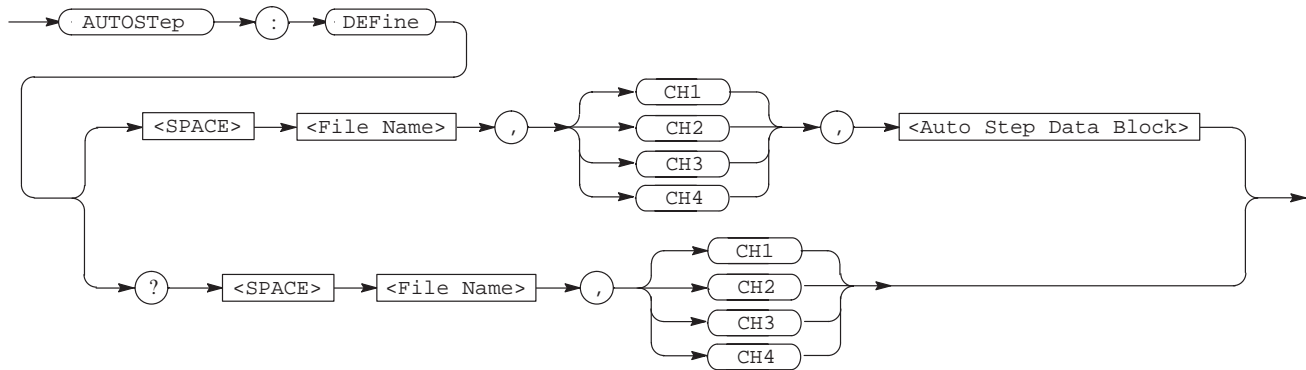 AUTOSTep : DEFine
CH1
<SPACE> <File Name> , CH2 , <Auto Step Data Block>
CH3
CH4
CH1
? <SPACE> <File Name> , CH2
CH3
CH4